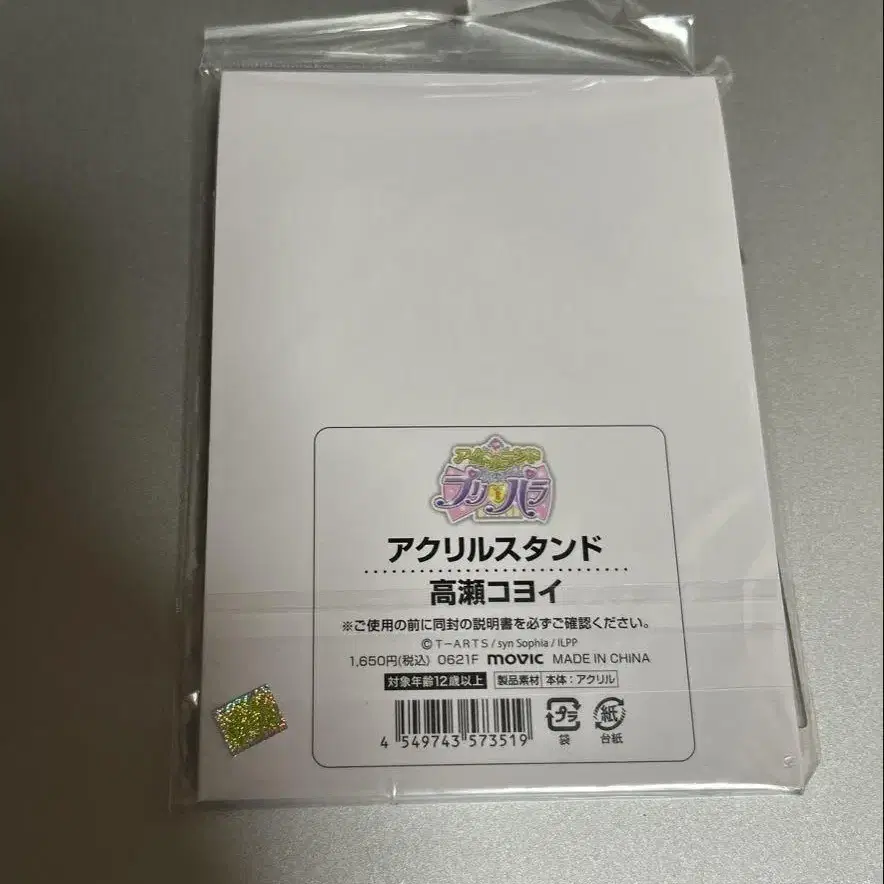 アイドルランド
プリパラ
アクリルスタンド
高瀬コヨイ
※ご使用の前に同封の説明書を必ずご確認ください。
© T-ARTS / syn Sophia / ILPP
1,650円(税込) 0621F movic MADE IN CHINA
対象年齢12歳以上 製品素材 本体:アクリル
プラ 紙
袋 台紙
4 549743 573519